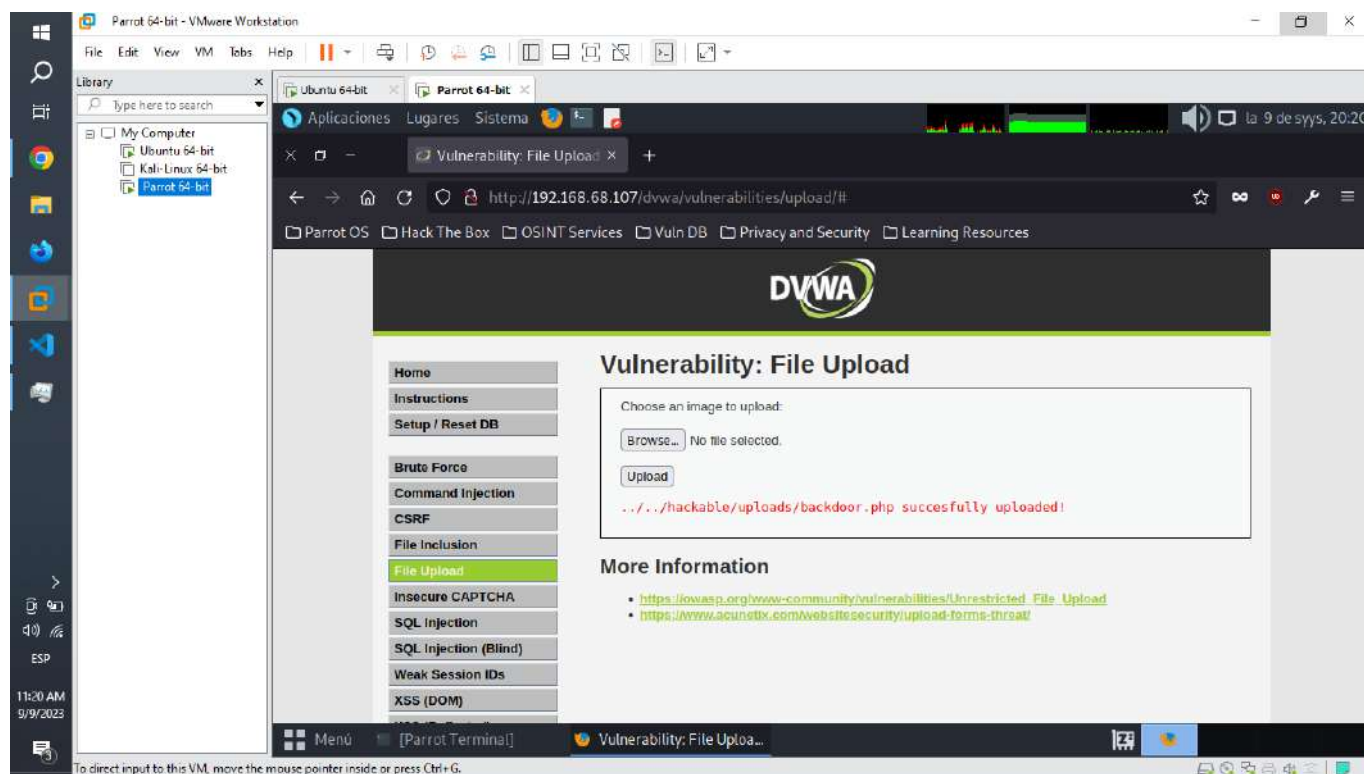 Parrot 64-bit - VMware Workstation
File Edit View VM Tabs Help
Library
Type here to search
My Computer
Ubuntu 64-bit
Kali-Linux 64-bit
Parrot 64-bit
Ubuntu 64-bit
Parrot 64-bit
Aplicaciones Lugares Sistema
la 9 de syys, 20:20
Vulnerability: File Upload
http://192.168.68.107/dvwa/vulnerabilities/upload/#
Parrot OS Hack The Box OSINT Services Vuln DB Privacy and Security Learning Resources
DVWA
Home
Instructions
Setup / Reset DB
Brute Force
Command Injection
CSRF
File Inclusion
File Upload
Insecure CAPTCHA
SQL Injection
SQL Injection (Blind)
Weak Session IDs
XSS (DOM)
Vulnerability: File Upload
Choose an image to upload:
Browse... No file selected.
Upload
../../hackable/uploads/backdoor.php succesfully uploaded!
More Information
https://owasp.org/www-community/vulnerabilities/Unrestricted_File_Upload
https://www.acunetix.com/websitesecurity/upload-forms-threat/
Menú [ParrotTerminal] Vulnerability: File Uploa...
To direct input to this VM, move the mouse pointer inside or press Ctrl+G.
ESP
11:20 AM
9/9/2023